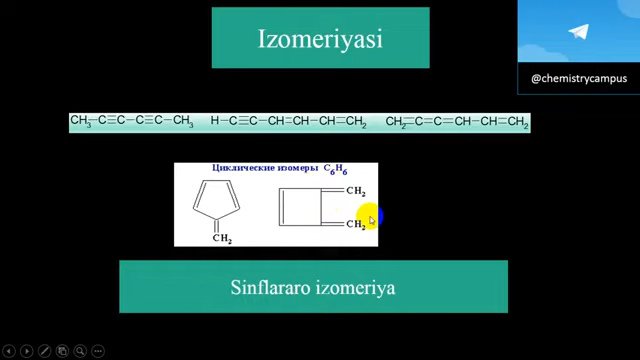 Izomeriyasi
@chemistrycampus
CH₃—C≡C—C≡C—CH₃ H—C≡C—CH=CH—CH=CH₂ CH₂=C=C=CH—CH=CH₂
Циклические изомеры C₆H₆
CH₂
CH₂
CH₂
Sinflararo izomeriya